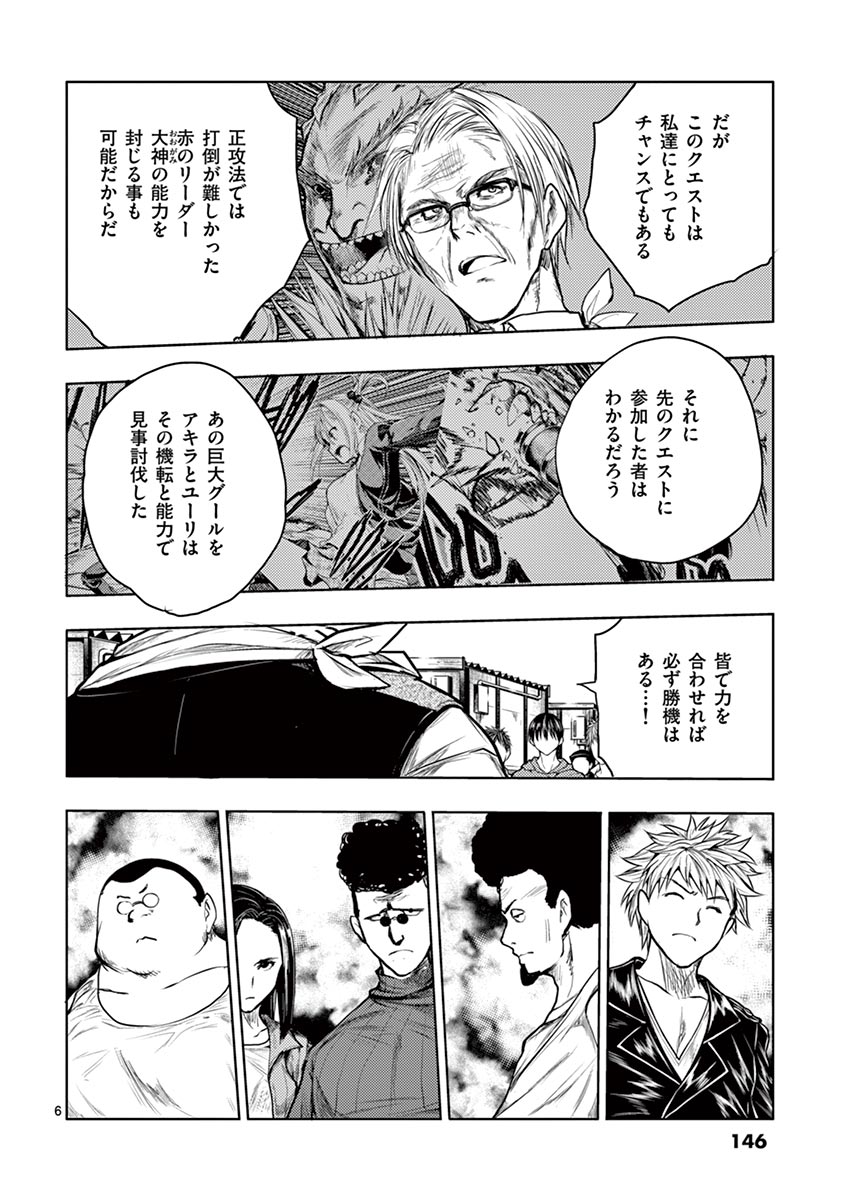 だが
このクエストは
私達にとっても
チャンスでもある
正攻法では
打倒が難しかった
赤のリーダー
大神の能力を
おおがみ
封じる事も
可能だからだ
それに
先のクエストに
参加した者は
わかるだろう
あの巨大グールを
アキラとユーリは
その機転と能力で
見事討伐した
皆で力を
合わせれば
必ず勝機は
ある…!
6
146